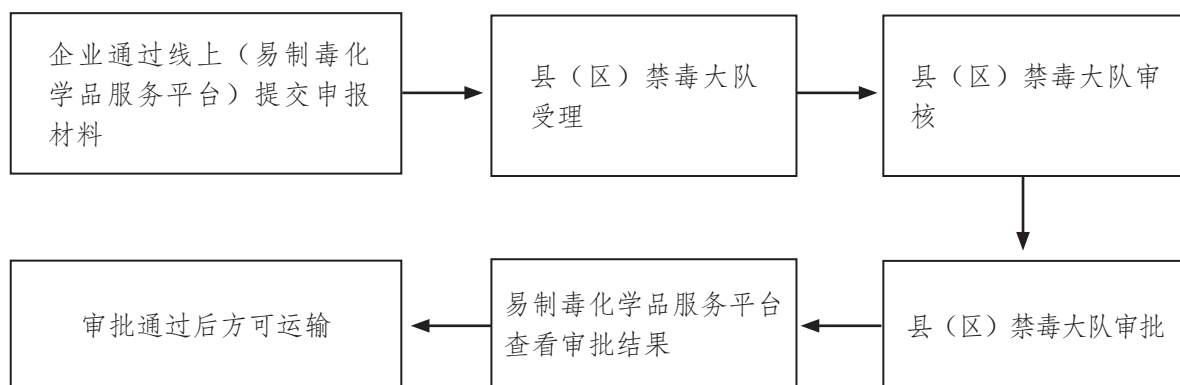 企业通过线上（易制毒化
学品服务平台）提交申报
材料
县（区）禁毒大队
受理
县（区）禁毒大队审
核
县（区）禁毒大队审批
易制毒化学品服务平台
查看审批结果
审批通过后方可运输